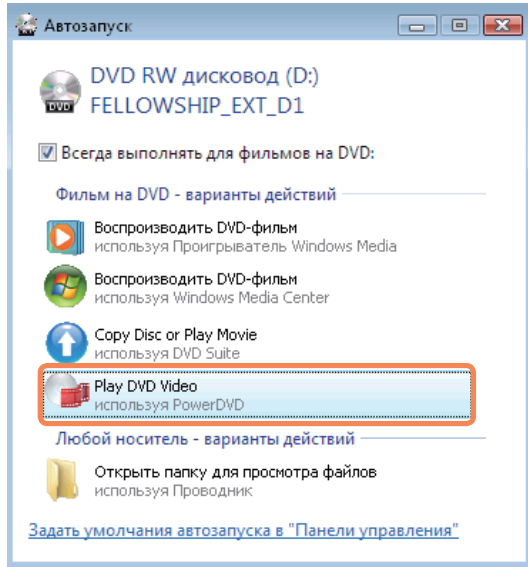 Автозапуск
DVD RW дисковод (D:)
FELLOWSHIP_EXT_D1
Всегда выполнять для фильмов на DVD:
Фильм на DVD - варианты действий
Воспроизводить DVD-фильм
используя Проигрыватель Windows Media
Воспроизводить DVD-фильм
используя Windows Media Center
Copy Disc or Play Movie
используя DVD Suite
Play DVD Video
используя PowerDVD
Любой носитель - варианты действий
Открыть папку для просмотра файлов
используя Проводник
Задать умолчания автозапуска в "Панели управления"